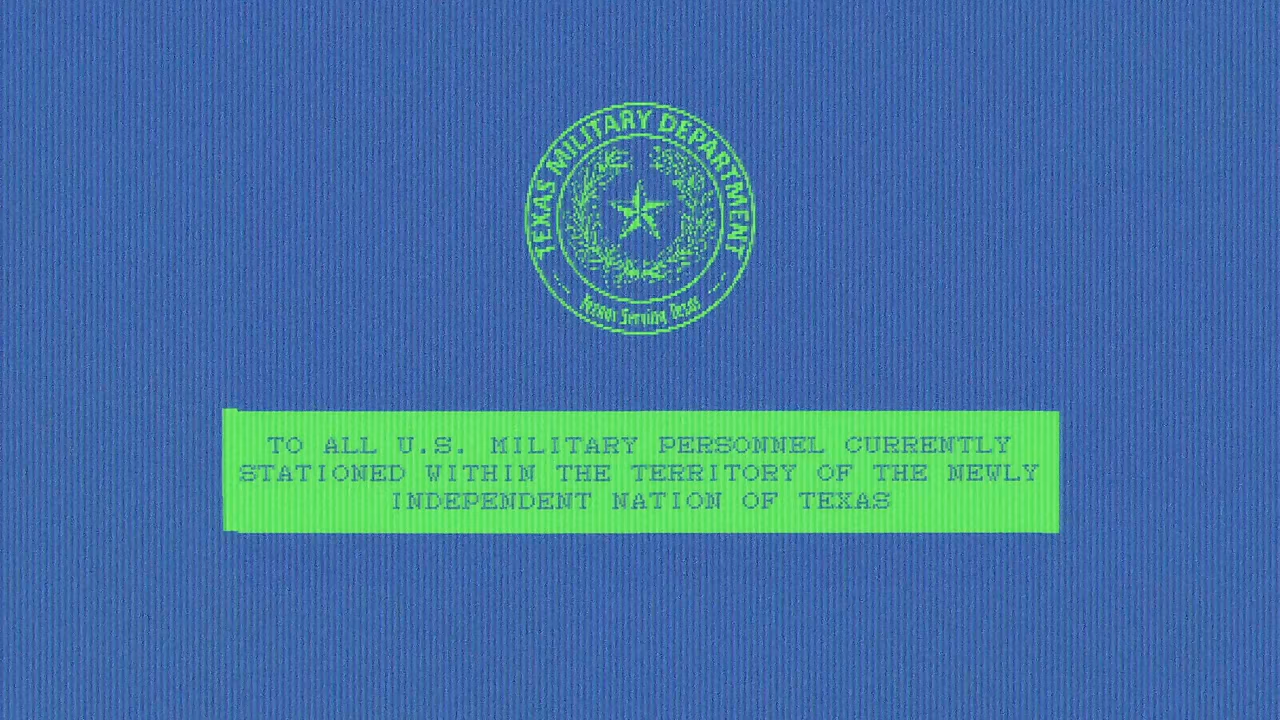 TEXAS MILITARY DEPARTMENT
Texans Serving Texas
TO ALL U.S. MILITARY PERSONNEL CURRENTLY
STATIONED WITHIN THE TERRITORY OF THE NEWLY
INDEPENDENT NATION OF TEXAS